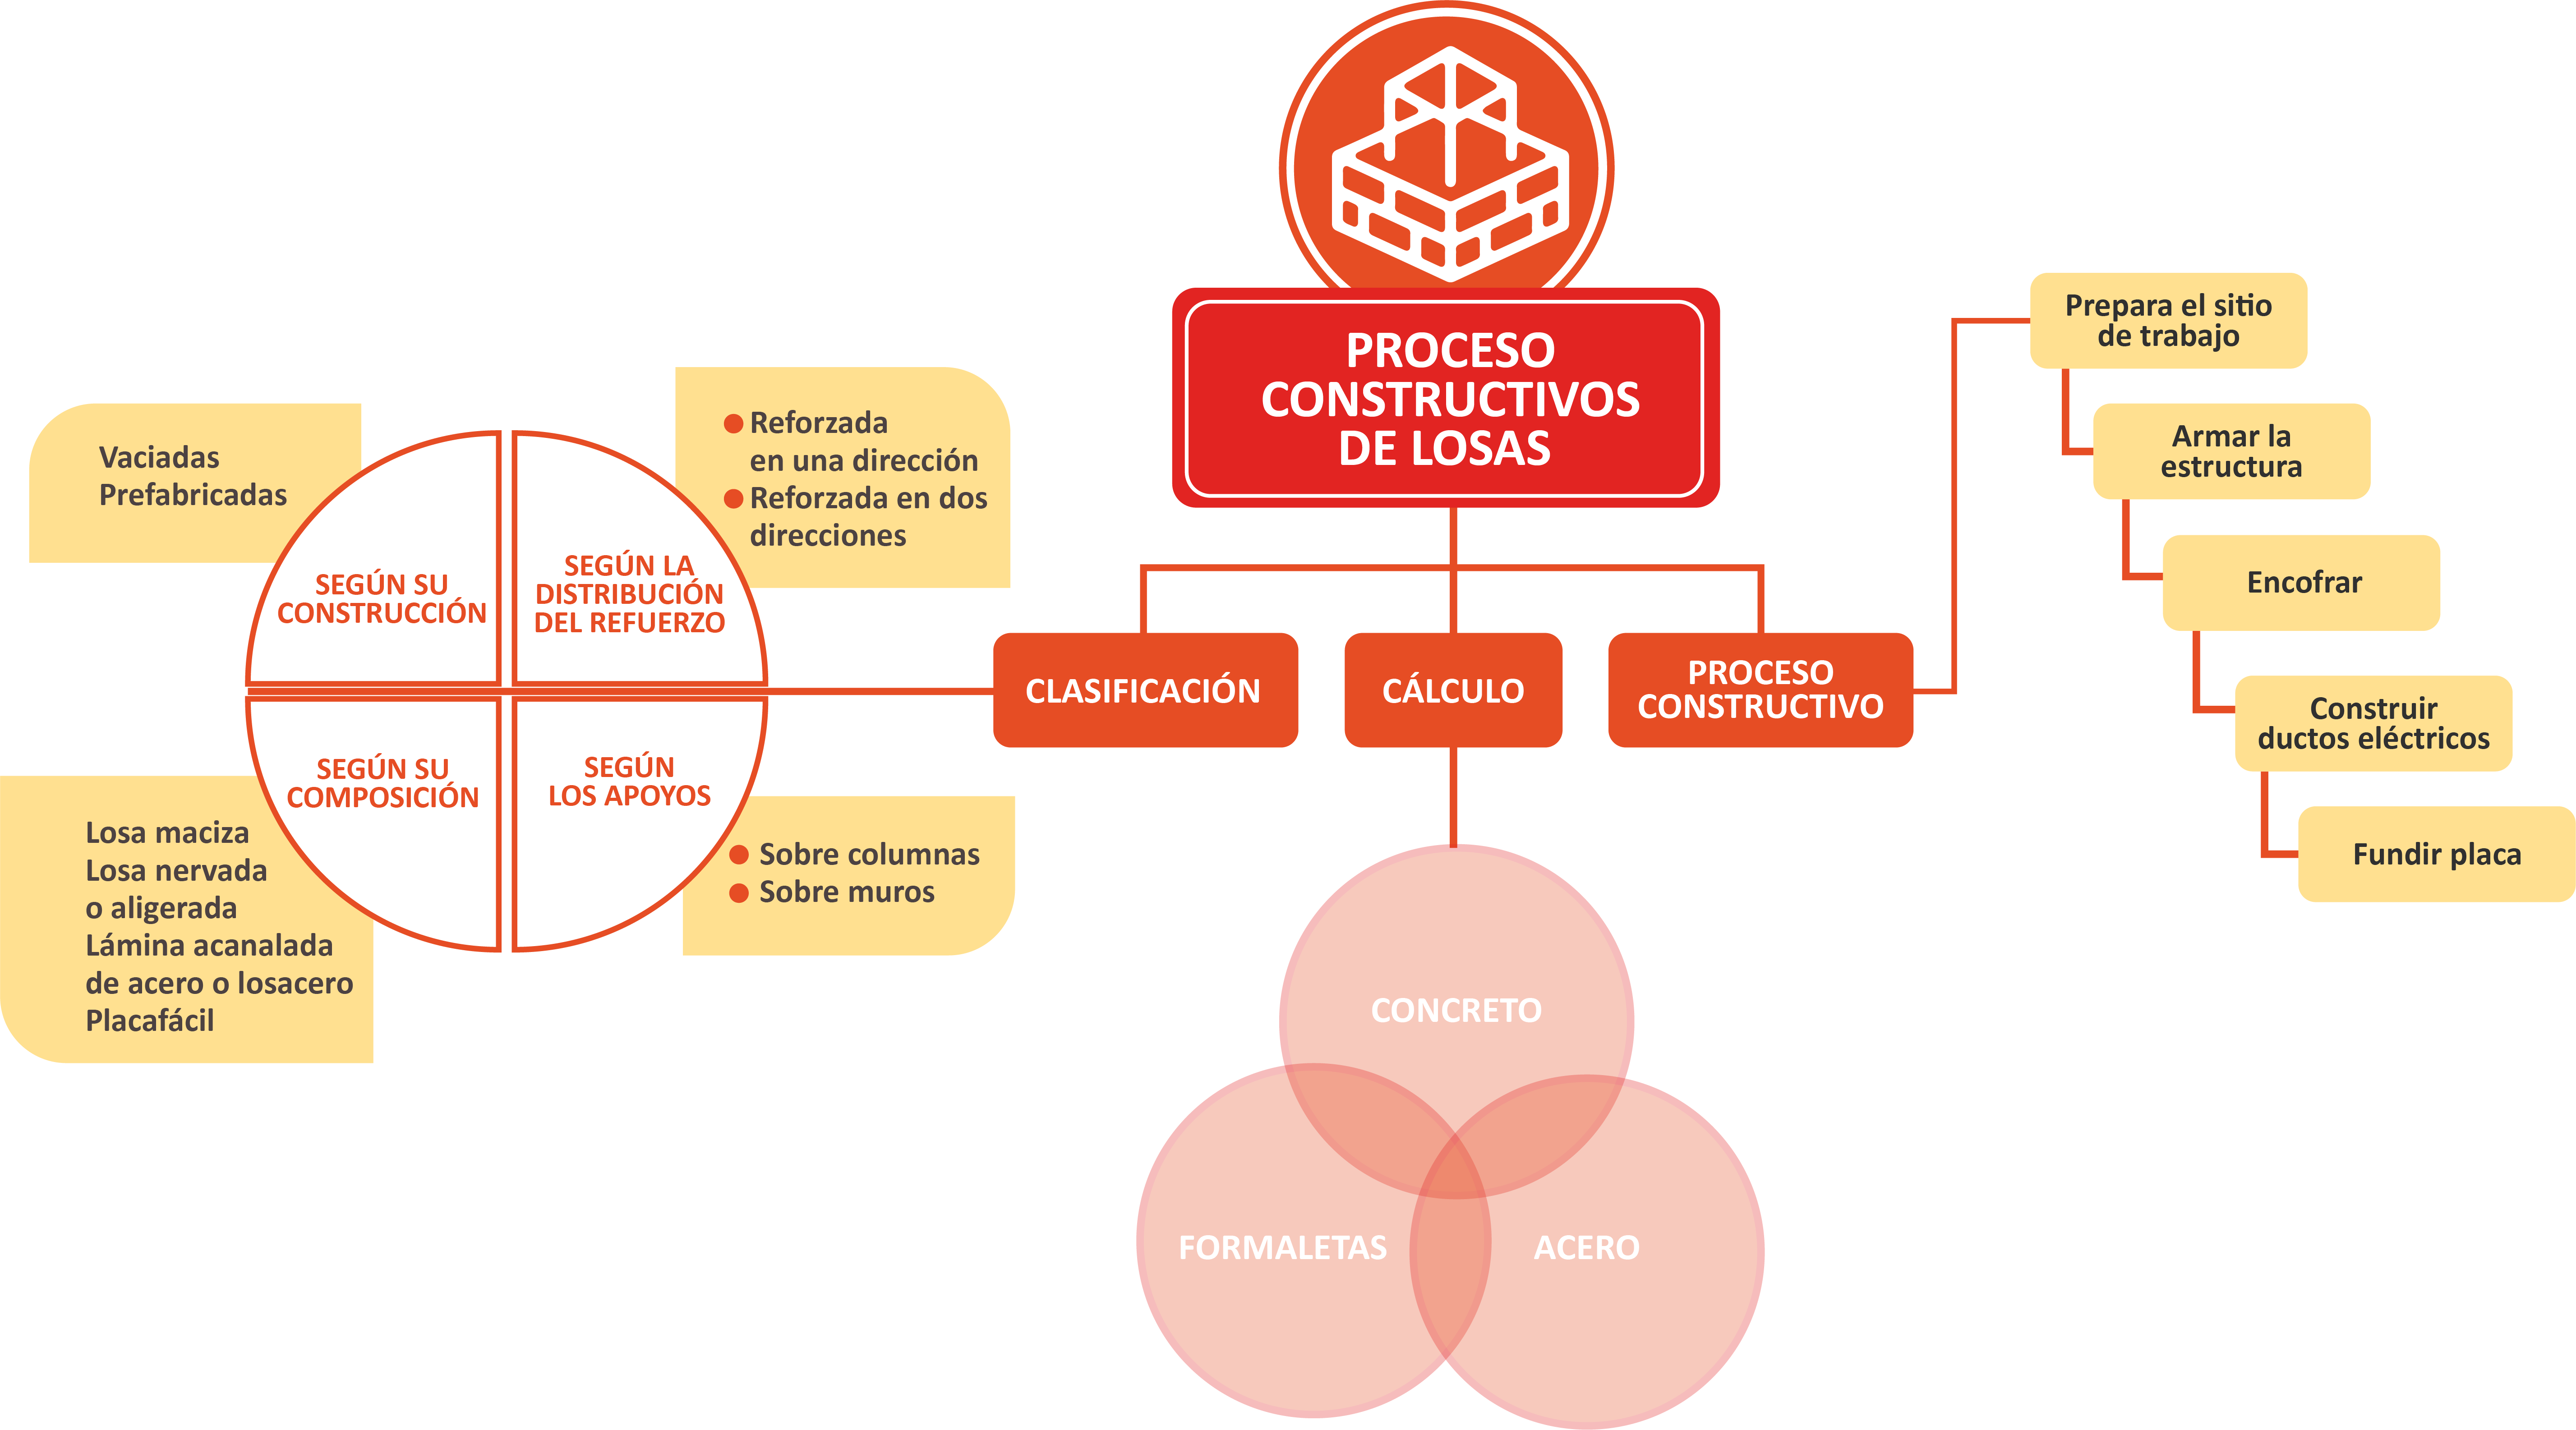 PROCESO
CONSTRUCTIVOS
DE LOSAS
CLASIFICACIÓN
CÁLCULO
PROCESO
CONSTRUCTIVO
SEGÚN SU
CONSTRUCCIÓN
Vaciadas
Prefabricadas
SEGÚN LA
DISTRIBUCIÓN
DEL REFUERZO
Reforzada
en una dirección
Reforzada en dos
direcciones
SEGÚN SU
COMPOSICIÓN
Losa maciza
Losa nervada
o aligerada
Lámina acanalada
de acero o losacero
Placafácil
SEGÚN
LOS APOYOS
Sobre columnas
Sobre muros
CONCRETO
FORMALETAS
ACERO
Prepara el sitio
de trabajo
Armar la
estructura
Encofrar
Construir
ductos eléctricos
Fundir placa